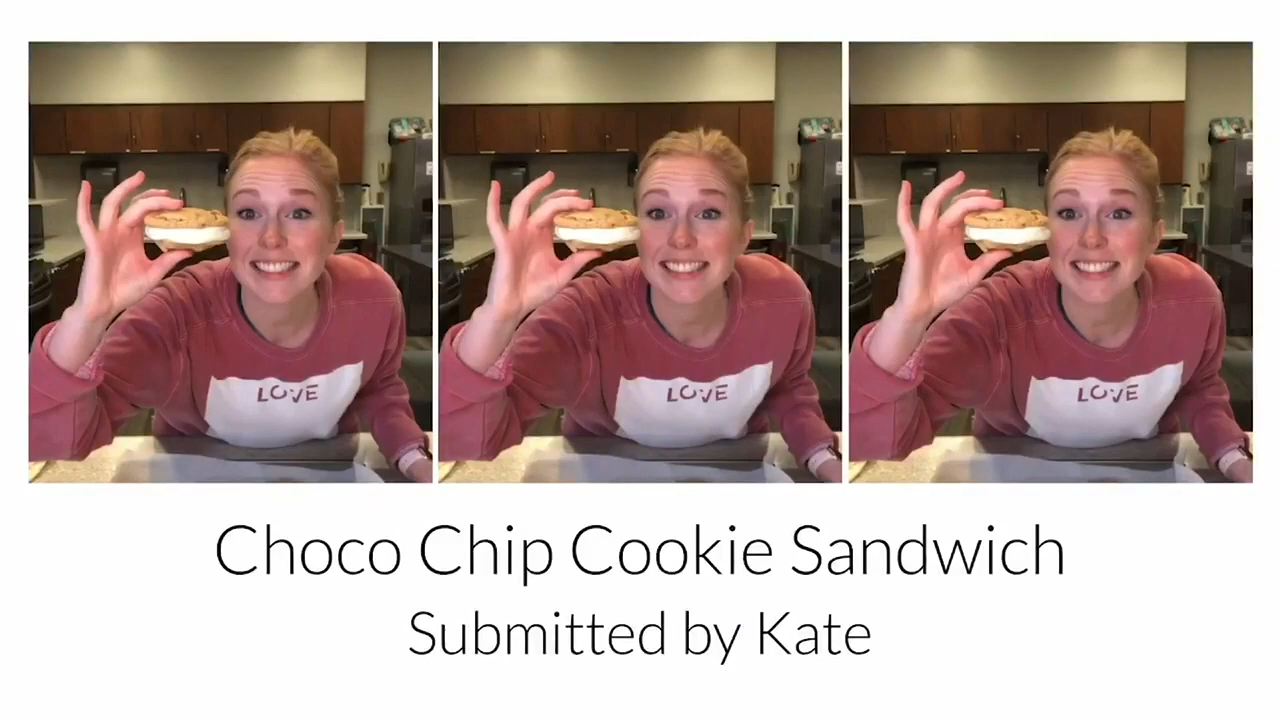 LOVE
LOVE
LOVE
Choco Chip Cookie Sandwich
Submitted by Kate